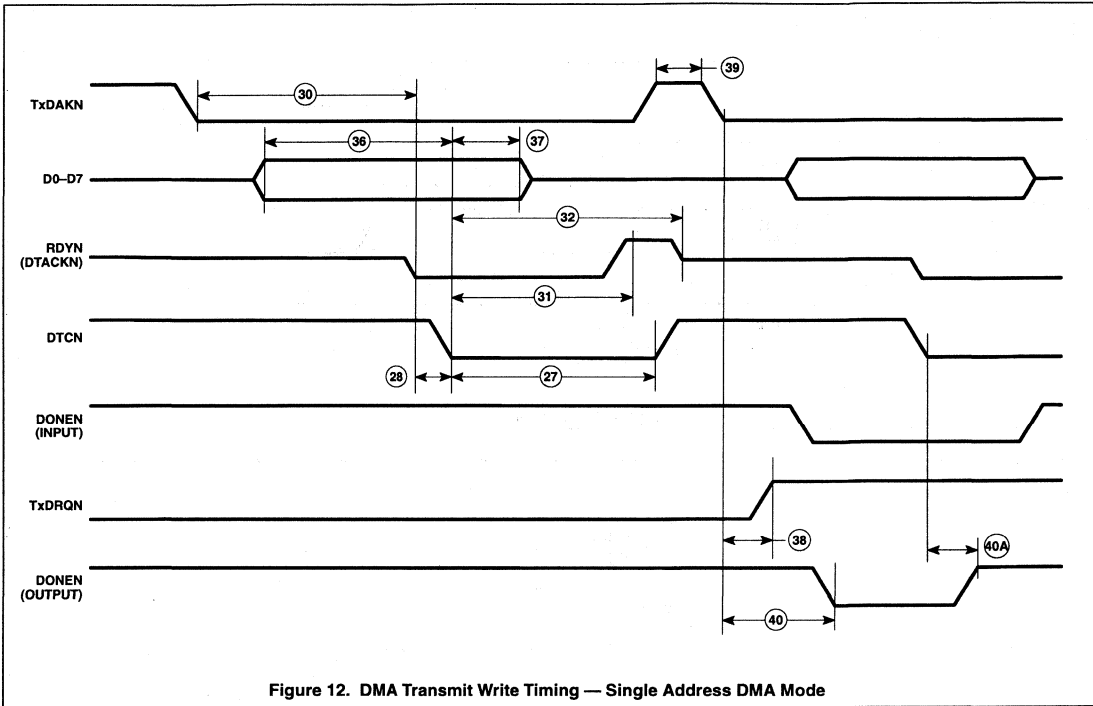 39
TxDAKN
30
36
37
D0–D7
32
RDYN
(DTACKN)
31
DTCN
28
27
DONEN
(INPUT)
TxDRQN
38
40A
DONEN
(OUTPUT)
40
Figure 12. DMA Transmit Write Timing — Single Address DMA Mode